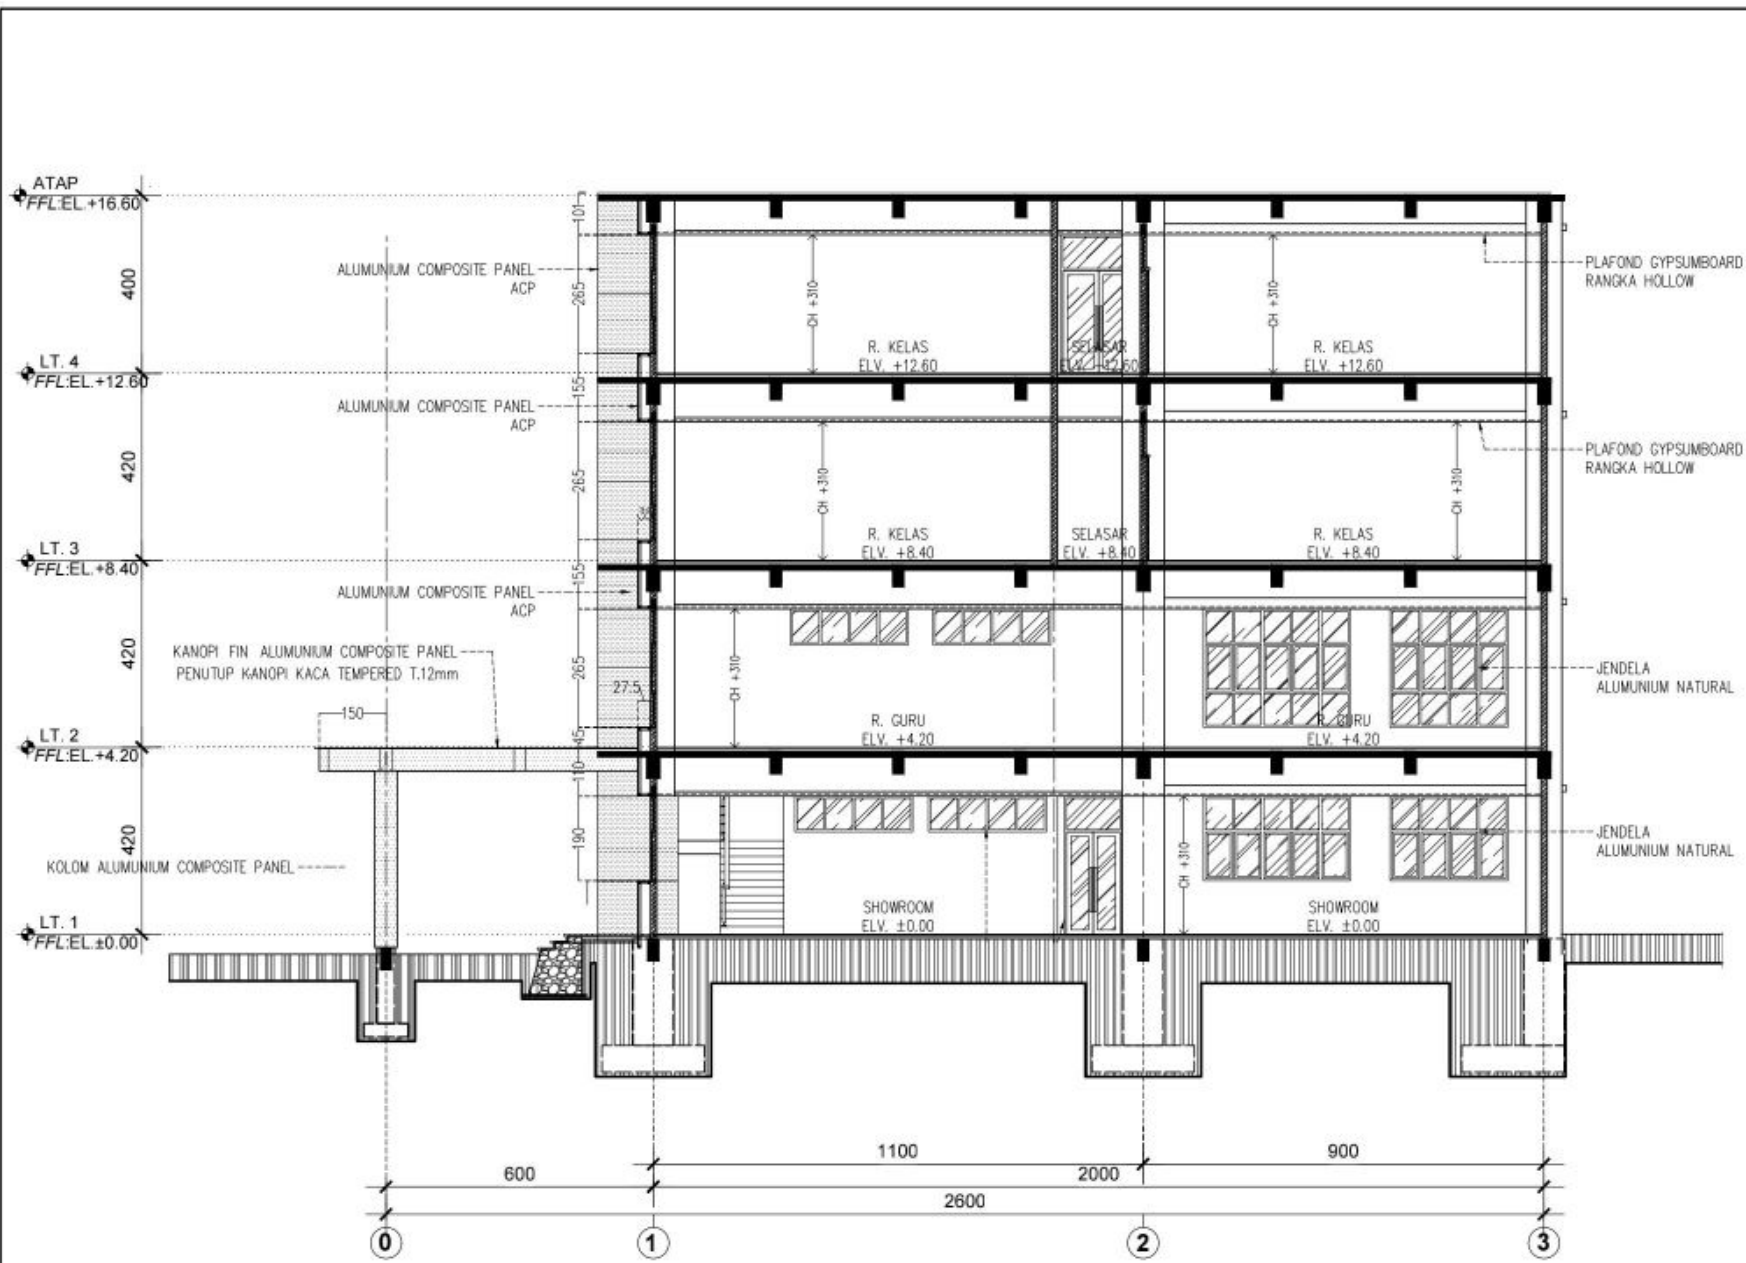 ATAP
FFL:EL.+16.60
101
ALUMUNIUM COMPOSITE PANEL
ACP
400
265
CH +310
CH +310
PLAFOND GYPSUMBOARD
RANGKA HOLLOW
R. KELAS
ELV. +12.60
SELASAR
ELV. +12.60
R. KELAS
ELV. +12.60
LT. 4
FFL:EL.+12.60
155
ALUMUNIUM COMPOSITE PANEL
ACP
420
265
CH +310
CH +310
PLAFOND GYPSUMBOARD
RANGKA HOLLOW
R. KELAS
ELV. +8.40
SELASAR
ELV. +8.40
R. KELAS
ELV. +8.40
LT. 3
FFL:EL.+8.40
155
ALUMUNIUM COMPOSITE PANEL
ACP
KANOPI FIN ALUMUNIUM COMPOSITE PANEL
PENUTUP KANOPI KACA TEMPERED T.12mm
420
265
27.5
CH +310
JENDELA
ALUMUNIUM NATURAL
150
R. GURU
ELV. +4.20
R. GURU
ELV. +4.20
LT. 2
FFL:EL.+4.20
45
110
420
190
CH +310
JENDELA
ALUMUNIUM NATURAL
KOLOM ALUMUNIUM COMPOSITE PANEL
SHOWROOM
ELV. ±0.00
SHOWROOM
ELV. ±0.00
LT. 1
FFL:EL.±0.00
1100
900
600
2000
2600
0
1
2
3